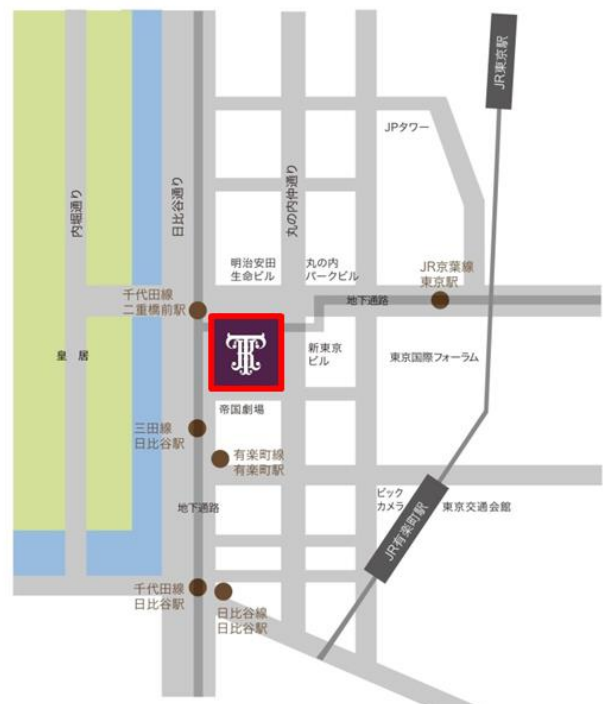 JR東京駅
JPタワー
内堀通り
日比谷通り
丸の内仲通り
明治安田
生命ビル
丸の内
パークビル
JR京葉線
東京駅
千代田線
二重橋前駅
地下通路
皇 居
新東京
ビル
東京国際フォーラム
帝国劇場
三田線
日比谷駅
有楽町線
有楽町駅
ビック
カメラ
東京交通会館
地下通路
JR有楽町駅
千代田線
日比谷駅
日比谷線
日比谷駅